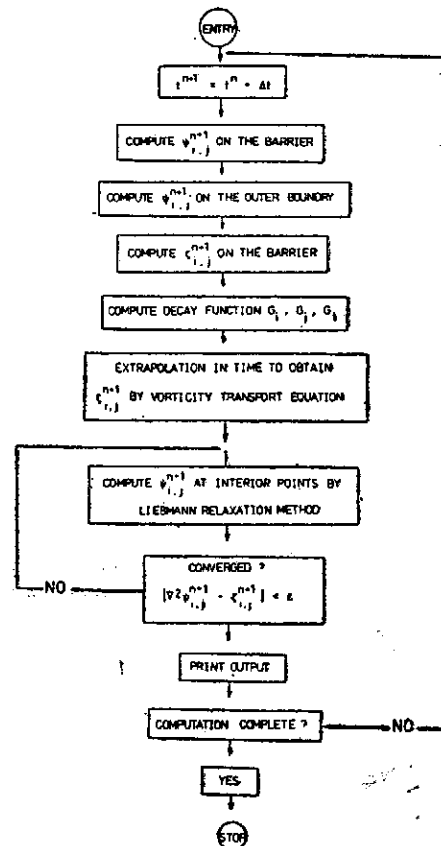 ENTRY
t^{n+1} = t^n + Δt
COMPUTE ψ^{n+1}_{i,j} ON THE BARRIER
COMPUTE ψ^{n+1}_{i,j} ON THE OUTER BOUNDRY
COMPUTE ζ^{n+1}_{i,j} ON THE BARRIER
COMPUTE DECAY FUNCTION G_i, G_j, G_ij
EXTRAPOLATION IN TIME TO OBTAIN
ζ^{n+1}_{i,j} BY VORTICITY TRANSPORT EQUATION
COMPUTE ψ^{n+1}_{i,j} AT INTERIOR POINTS BY
LIEBMANN RELAXATION METHOD
CONVERGED ?
|∇²ψ^{n+1}_{i,j} - ζ^{n+1}_{i,j}| < ε
NO
PRINT OUTPUT
COMPUTATION COMPLETE ?
NO
YES
STOP